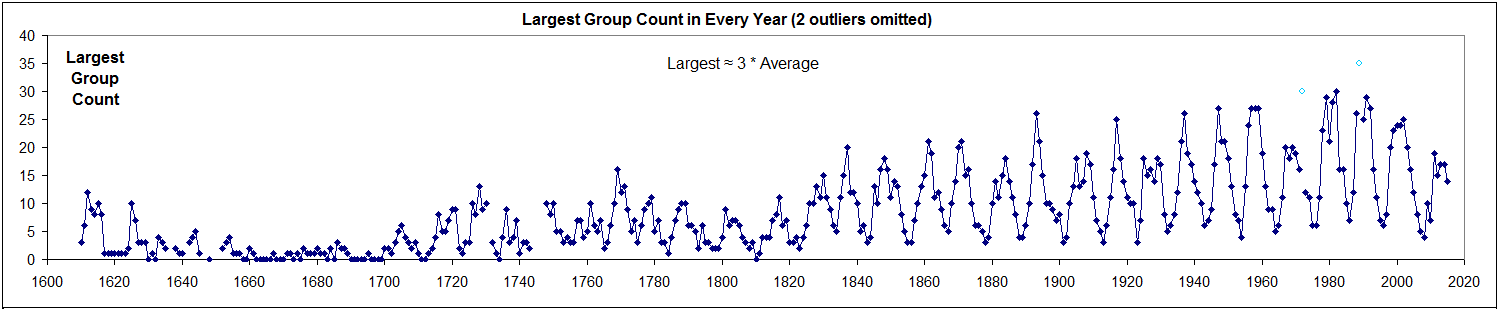 Largest Group Count in Every Year (2 outliers omitted)
40
35
30
25
20
15
10
5
0
Largest
Group
Count
Largest ≈ 3 * Average
1600 1620 1640 1660 1680 1700 1720 1740 1760 1780 1800 1820 1840 1860 1880 1900 1920 1940 1960 1980 2000 2020